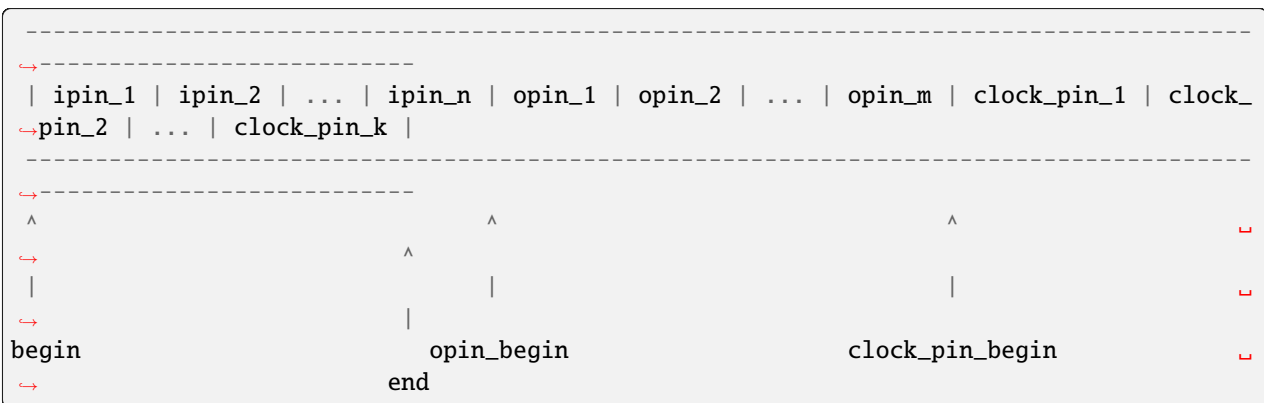 ----------------------------------------------------------------------------------------
↪---------------------------
| ipin_1 | ipin_2 | ... | ipin_n | opin_1 | opin_2 | ... | opin_m | clock_pin_1 | clock_
↪pin_2 | ... | clock_pin_k |
----------------------------------------------------------------------------------------
↪---------------------------
^                                ^                                ^                    ␣
↪                          ^
|                                |                                |                    ␣
↪                          |
begin                         opin_begin                    clock_pin_begin             ␣
↪                         end